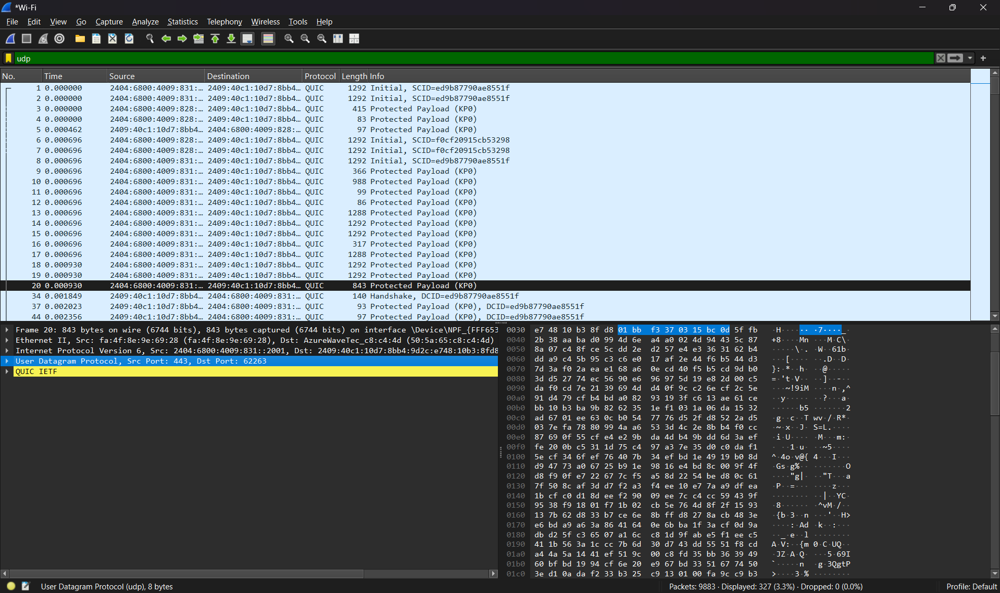 *Wi-Fi
File Edit View Go Capture Analyze Statistics Telephony Wireless Tools Help
udp
No. Time Source Destination Protocol Length Info
1 0.000000 2404:6800:4009:831:… 2409:40c1:10d7:8bb4… QUIC 1292 Initial, SCID=ed9b87790ae8551f
2 0.000000 2404:6800:4009:831:… 2409:40c1:10d7:8bb4… QUIC 1292 Initial, SCID=ed9b87790ae8551f
3 0.000000 2404:6800:4009:828:… 2409:40c1:10d7:8bb4… QUIC 415 Protected Payload (KP0)
4 0.000000 2404:6800:4009:828:… 2409:40c1:10d7:8bb4… QUIC 83 Protected Payload (KP0)
5 0.000462 2409:40c1:10d7:8bb4… 2404:6800:4009:828:… QUIC 97 Protected Payload (KP0)
6 0.000696 2404:6800:4009:828:… 2409:40c1:10d7:8bb4… QUIC 1292 Initial, SCID=f0cf20915cb53298
7 0.000696 2404:6800:4009:828:… 2409:40c1:10d7:8bb4… QUIC 1292 Initial, SCID=f0cf20915cb53298
8 0.000696 2404:6800:4009:831:… 2409:40c1:10d7:8bb4… QUIC 1292 Initial, SCID=ed9b87790ae8551f
9 0.000696 2404:6800:4009:831:… 2409:40c1:10d7:8bb4… QUIC 366 Protected Payload (KP0)
10 0.000696 2404:6800:4009:831:… 2409:40c1:10d7:8bb4… QUIC 988 Protected Payload (KP0)
11 0.000696 2404:6800:4009:831:… 2409:40c1:10d7:8bb4… QUIC 99 Protected Payload (KP0)
12 0.000696 2404:6800:4009:831:… 2409:40c1:10d7:8bb4… QUIC 86 Protected Payload (KP0)
13 0.000696 2404:6800:4009:831:… 2409:40c1:10d7:8bb4… QUIC 1288 Protected Payload (KP0)
14 0.000696 2404:6800:4009:831:… 2409:40c1:10d7:8bb4… QUIC 1292 Protected Payload (KP0)
15 0.000696 2404:6800:4009:831:… 2409:40c1:10d7:8bb4… QUIC 1292 Protected Payload (KP0)
16 0.000696 2404:6800:4009:831:… 2409:40c1:10d7:8bb4… QUIC 317 Protected Payload (KP0)
17 0.000696 2404:6800:4009:831:… 2409:40c1:10d7:8bb4… QUIC 1288 Protected Payload (KP0)
18 0.000930 2404:6800:4009:831:… 2409:40c1:10d7:8bb4… QUIC 1292 Protected Payload (KP0)
19 0.000930 2404:6800:4009:831:… 2409:40c1:10d7:8bb4… QUIC 1292 Protected Payload (KP0)
20 0.000930 2404:6800:4009:831:… 2409:40c1:10d7:8bb4… QUIC 843 Protected Payload (KP0)
34 0.001849 2409:40c1:10d7:8bb4… 2404:6800:4009:831:… QUIC 140 Handshake, DCID=ed9b87790ae8551f
37 0.002023 2409:40c1:10d7:8bb4… 2404:6800:4009:831:… QUIC 93 Protected Payload (KP0), DCID=ed9b87790ae8551f
44 0.002356 2409:40c1:10d7:8bb4… 2404:6800:4009:831:… QUIC 97 Protected Payload (KP0), DCID=ed9b87790ae8551f
Frame 20: 843 bytes on wire (6744 bits), 843 bytes captured (6744 bits) on interface \Device\NPF_{FFF653
Ethernet II, Src: fa:4f:8e:9e:69:28 (fa:4f:8e:9e:69:28), Dst: AzureWaveTec_c8:c4:4d (50:5a:65:c8:c4:4d)
Internet Protocol Version 6, Src: 2404:6800:4009:831::2001, Dst: 2409:40c1:10d7:8bb4:9d2c:e748:10b3:8fd8
User Datagram Protocol, Src Port: 443, Dst Port: 62263
QUIC IETF
0030 e7 48 10 b3 8f d8 01 bb f3 37 03 15 bc 0d 5f fb ·H···· ·· ·7····_·
0040 2b 38 aa ba d0 99 4d 6e a4 a0 02 4d 94 43 5c 87 +8····Mn ···M·C\·
0050 8a 07 c4 8f ce 5c dd 2e d2 57 e4 e3 36 31 62 b4 ·····\·. ·W··61b·
0060 dd a9 c4 5b 95 c3 c6 e0 17 af 2e 44 f6 b5 44 d3 ···[···· ··.D··D·
0070 7d 3a f0 2a ea e1 68 a6 0e cd 40 f5 b5 cd 9d b0 }:·*··h· ··@·····
0080 3d d5 27 74 ec 56 90 e6 96 97 5d 19 e8 2d 00 c5 =·'t·V·· ··]··-··
0090 da f0 cd 7e 21 39 69 4d d4 0f 9c c2 6e cf 2c 5e ···~!9iM ····n·,^
00a0 91 d4 79 cf b4 bd a0 82 93 19 3f c6 13 ae 61 ce ··y····· ··?···a·
00b0 bb 10 b3 ba 9b 82 62 35 1e f1 03 1a 06 da 15 32 ······b5 ·······2
00c0 ad 67 01 ee 63 0c b0 54 77 76 d5 2f d8 52 2a d5 ·g··c··T wv·/·R*·
00d0 03 7e fa 78 80 99 4a a6 53 3d 4c 2e 8b b4 f0 cc ·~·x··J· S=L.····
00e0 87 69 0f 55 cf e4 e2 9b da 4d b4 9b dd 6d 3a ef ·i·U···· ·M···m:·
00f0 fe 20 0b c5 31 1d 75 c4 97 a3 7e 35 d0 c0 da f1 · ··1·u· ··~5····
0100 5e cf 34 6f ef 76 40 7b 34 ef bd 1e 49 19 b0 8d ^·4o·v@{ 4···I···
0110 d9 47 73 a0 67 25 b9 1e 98 16 e4 bd 8c 00 9f 4f ·Gs·g%·· ·······O
0120 d8 f9 0f e7 22 67 7c f5 a5 8d 22 54 be d8 0c 61 ····"g|· ··"T···a
0130 7f 50 8c af 3d d7 f2 a3 f4 ee 10 e7 7a a9 df ea ·P··=··· ····z···
0140 1b cf c0 d1 8d ee f2 90 09 ee 7c c4 cc 59 43 9f ········ ··|··YC·
0150 95 38 f9 18 01 f7 1b 02 cb 5e 76 4d 8f 2f 15 93 ·8······ ·^vM·/··
0160 13 7b 62 d8 33 b7 ce 6e 8b ff d8 27 8a cb 48 3e ·{b·3··n ···'··H>
0170 e6 bd a9 a6 3a 86 41 64 0e 6b ba 1f 3a cf 0d 9a ····:·Ad ·k··:···
0180 db d2 5f c3 65 07 a1 6c c8 1d 9f ab e5 f1 ee c5 ··_·e··l ········
0190 41 1b 56 3a 1c cc 7b 6d 30 d7 43 dd 55 51 f8 cd A·V:··{m 0·C·UQ··
01a0 a4 4a 5a 14 41 ef 51 9c 00 c8 fd 35 bb 36 39 49 ·JZ·A·Q· ···5·69I
01b0 60 bf bd 19 94 cf 6e 20 e9 67 bd 33 51 67 74 50 `·····n  ·g·3QgtP
01c0 3e d1 0a da f2 33 b3 25 c9 13 01 00 fa 9c c9 b3 >····3·% ········
User Datagram Protocol (udp), 8 bytes
Packets: 9883 · Displayed: 327 (3.3%) · Dropped: 0 (0.0%)
Profile: Default